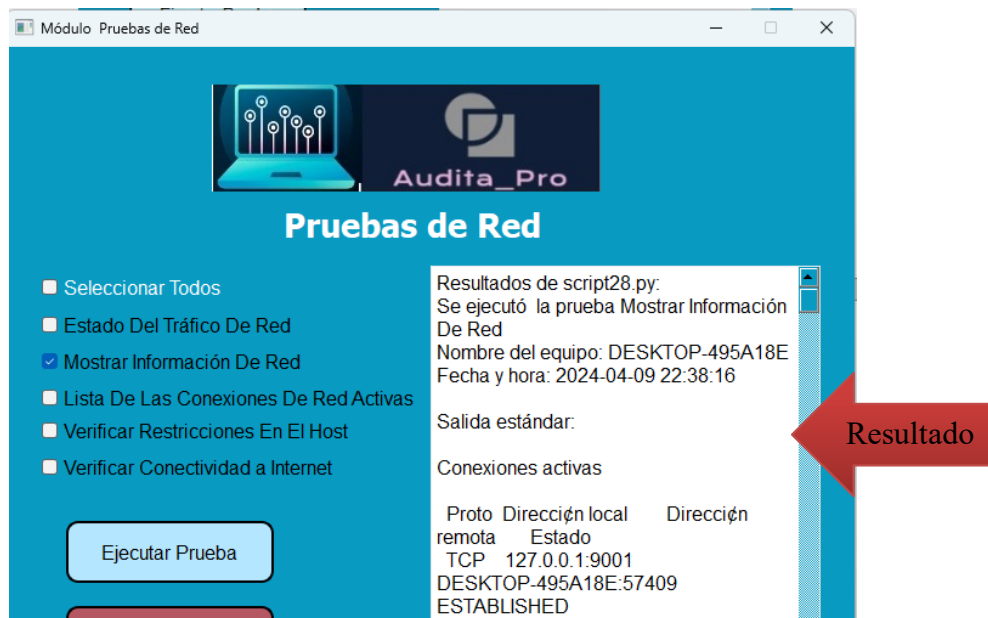 Módulo Pruebas de Red
Audita_Pro
Pruebas de Red
Seleccionar Todos
Estado Del Tráfico De Red
Mostrar Información De Red
Lista De Las Conexiones De Red Activas
Verificar Restricciones En El Host
Verificar Conectividad a Internet
Ejecutar Prueba
Resultados de script28.py:
Se ejecutó la prueba Mostrar Información
De Red
Nombre del equipo: DESKTOP-495A18E
Fecha y hora: 2024-04-09 22:38:16
Salida estándar:
Conexiones activas
Proto Direcci¢n local Direcci¢n
remota Estado
TCP 127.0.0.1:9001
DESKTOP-495A18E:57409
ESTABLISHED
Resultado